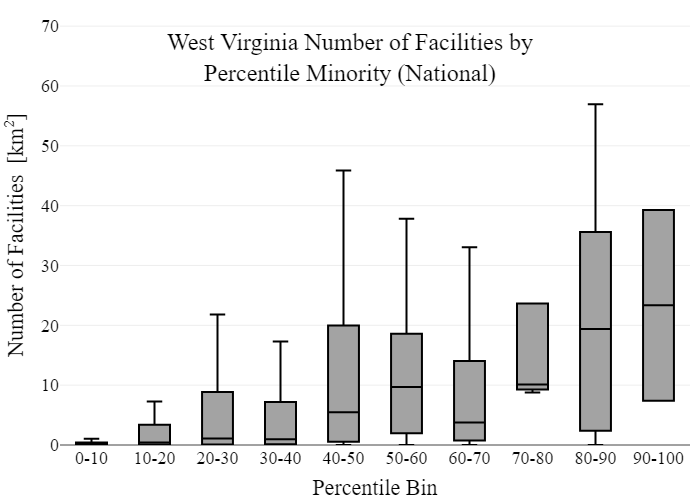 West Virginia Number of Facilities by
Percentile Minority (National)
Number of Facilities [km²]
70
60
50
40
30
20
10
0
0-10 10-20 20-30 30-40 40-50 50-60 60-70 70-80 80-90 90-100
Percentile Bin